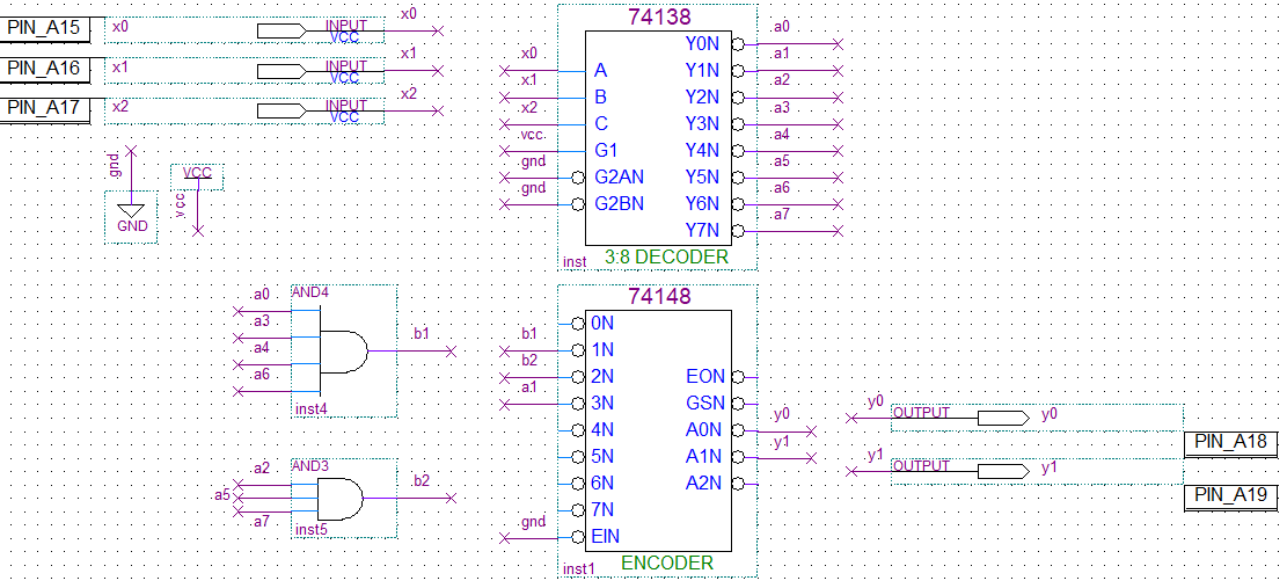 PIN_A15 x0 INPUT VCC x0
PIN_A16 x1 INPUT VCC x1
PIN_A17 x2 INPUT VCC x2
gnd
GND
VCC
vcc
74138
x0 A Y0N a0
x1 B Y1N a1
x2 C Y2N a2
vcc G1 Y3N a3
gnd G2AN Y4N a4
gnd G2BN Y5N a5
Y6N a6
Y7N a7
inst 3:8 DECODER
AND4
a0
a3
a4
a6
b1
inst4
AND3
a2
a5
a7
b2
inst5
74148
0N
b1 1N
b2 2N EON
a1 3N GSN
4N A0N y0
5N A1N y1
6N A2N
7N
gnd EIN
inst1 ENCODER
y0 OUTPUT y0
PIN_A18
y1 OUTPUT y1
PIN_A19